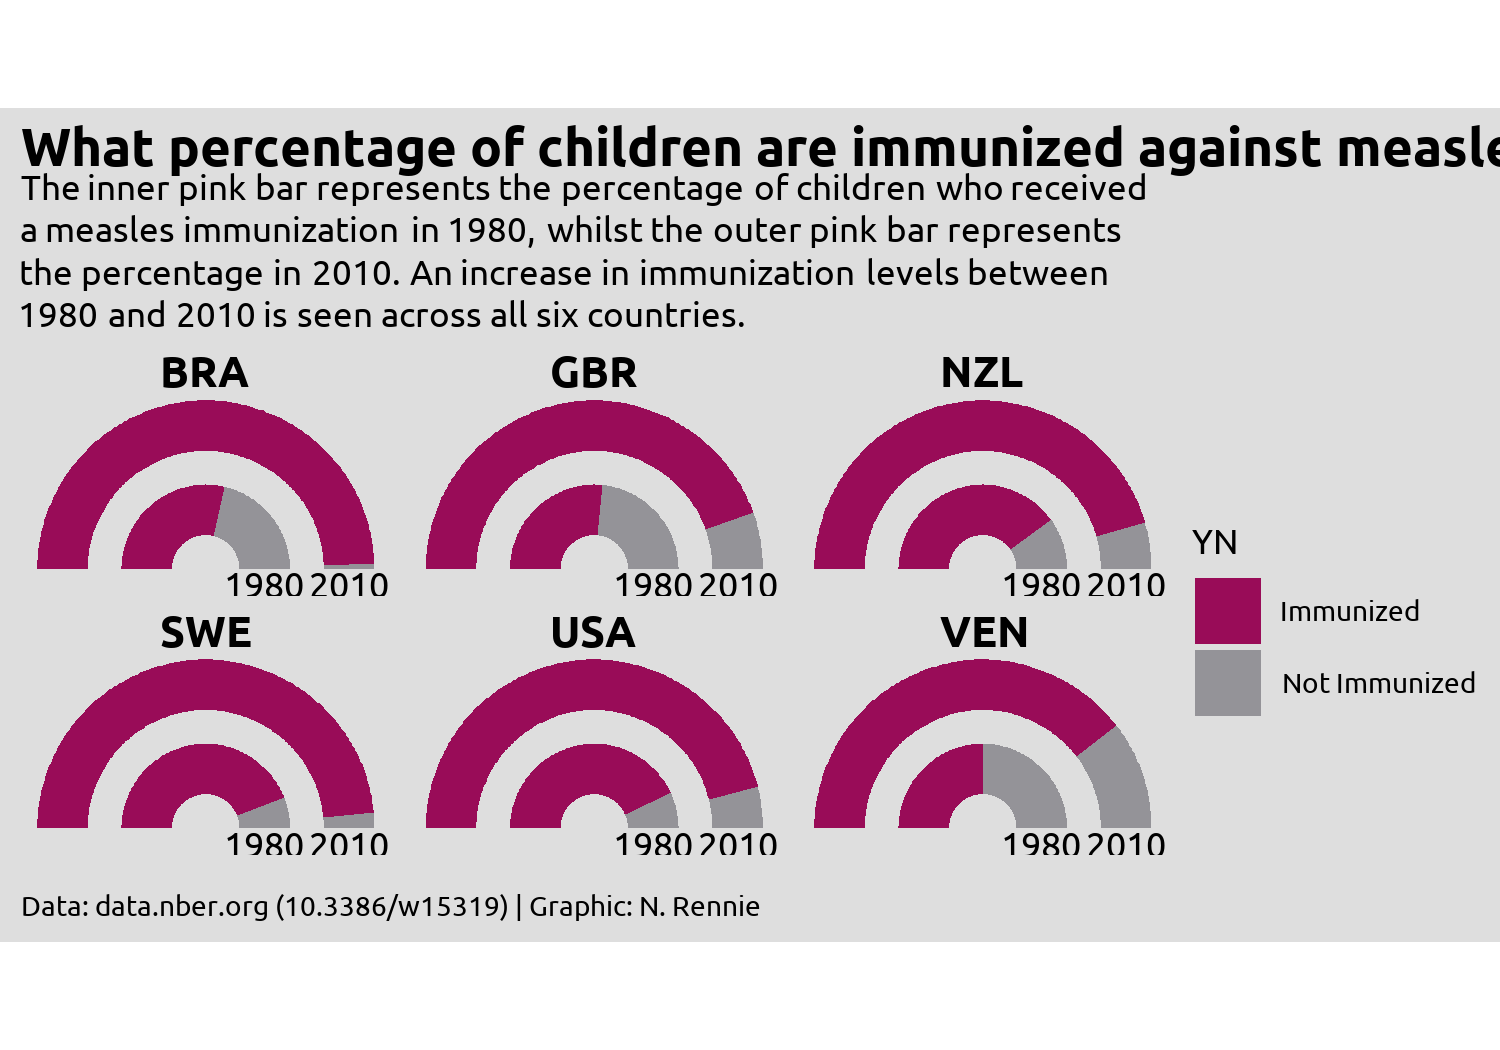 What percentage of children are immunized against measle
The inner pink bar represents the percentage of children who received
a measles immunization in 1980, whilst the outer pink bar represents
the percentage in 2010. An increase in immunization levels between
1980 and 2010 is seen across all six countries.
BRA GBR NZL
1980 2010 1980 2010 1980 2010
SWE USA VEN
1980 2010 1980 2010 1980 2010
YN
Immunized
Not Immunized
Data: data.nber.org (10.3386/w15319) | Graphic: N. Rennie